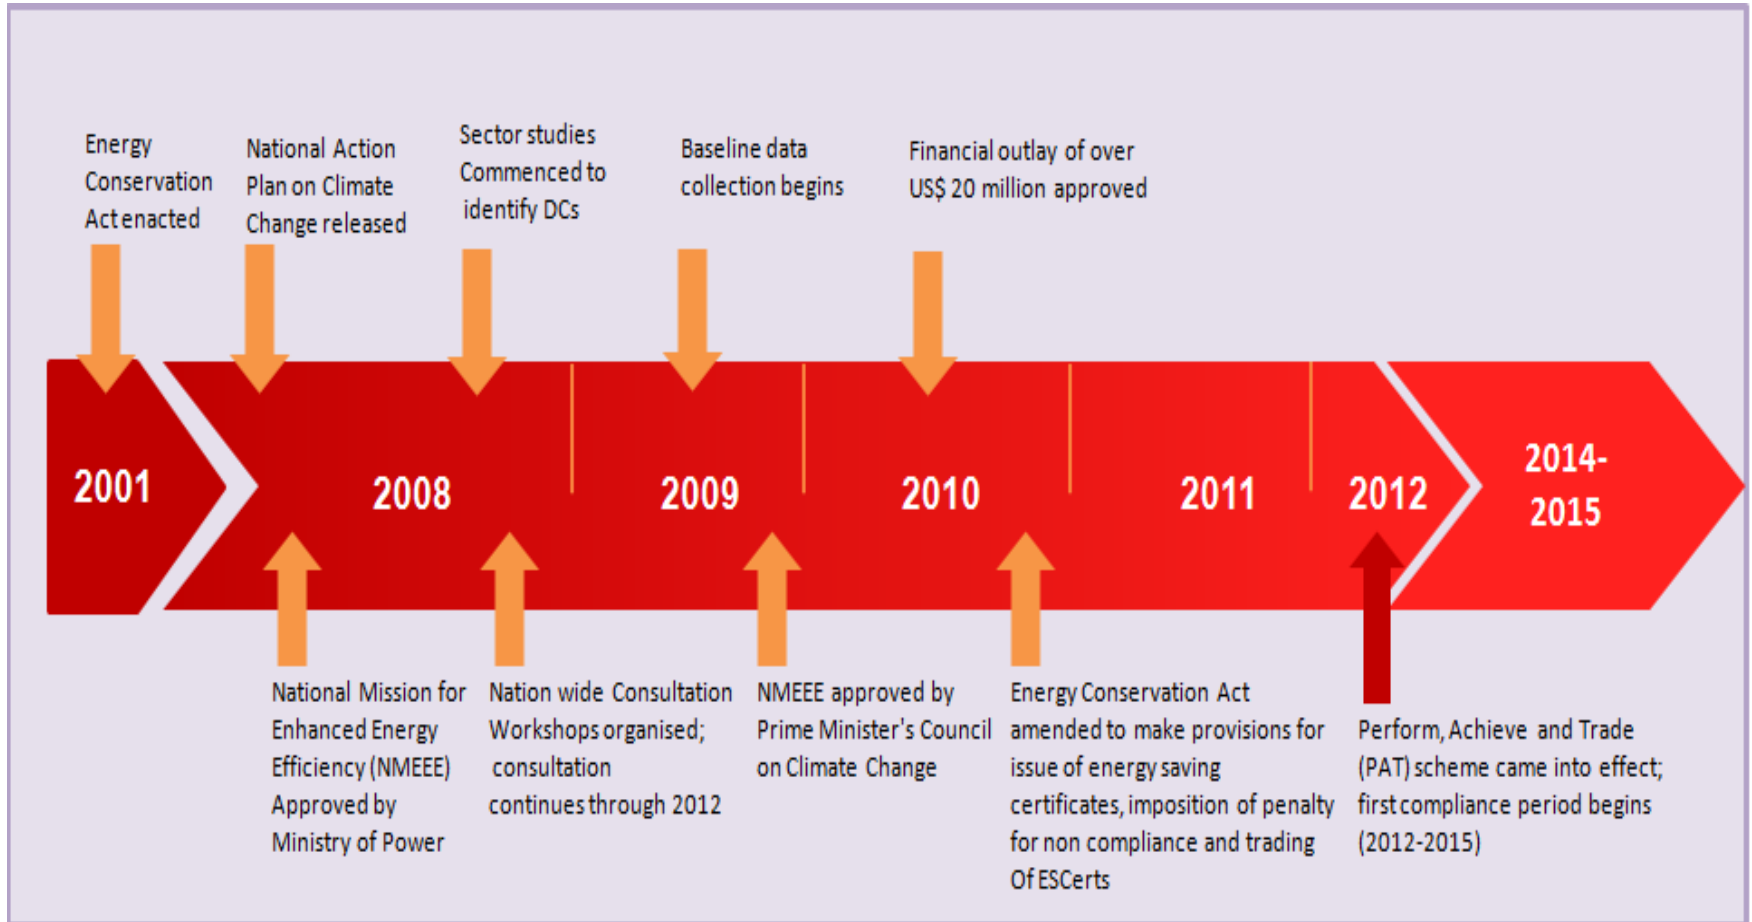 Energy
Conservation
Act enacted
National Action
Plan on Climate
Change released
Sector studies
Commenced to
identify DCs
Baseline data
collection begins
Financial outlay of over
US$ 20 million approved
2001
2008
2009
2010
2011
2012
2014-
2015
National Mission for
Enhanced Energy
Efficiency (NMEEE)
Approved by
Ministry of Power
Nation wide Consultation
Workshops organised;
consultation
continues through 2012
NMEEE approved by
Prime Minister's Council
on Climate Change
Energy Conservation Act
amended to make provisions for
issue of energy saving
certificates, imposition of penalty
for non compliance and trading
Of ESCerts
Perform, Achieve and Trade
(PAT) scheme came into effect;
first compliance period begins
(2012-2015)